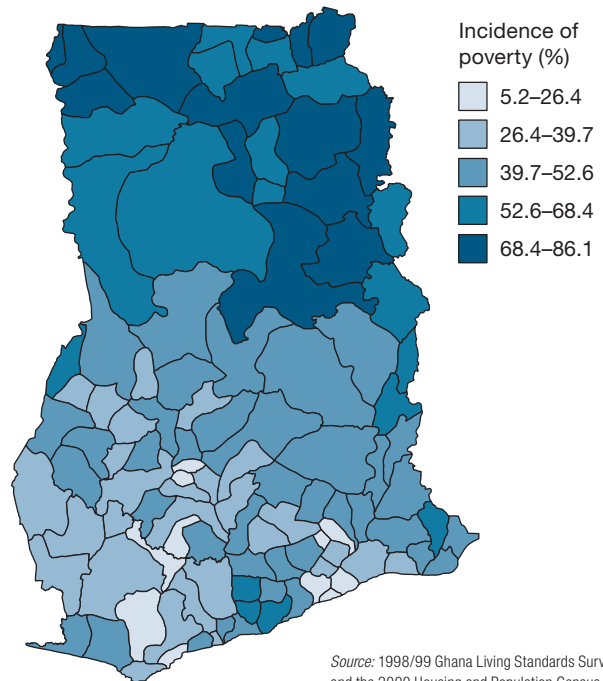 Incidence of
poverty (%)
5.2–26.4
26.4–39.7
39.7–52.6
52.6–68.4
68.4–86.1
Source: 1998/99 Ghana Living Standards Surv